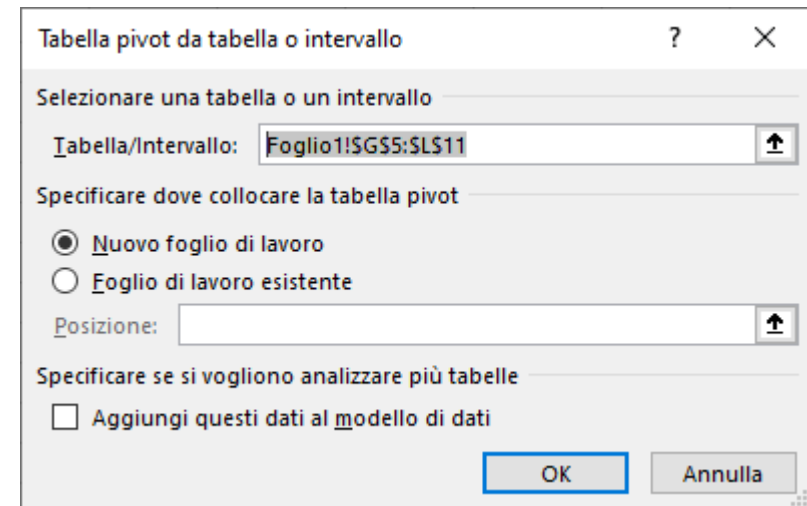 Tabella pivot da tabella o intervallo ?
Selezionare una tabella o un intervallo
Tabella/Intervallo: Foglio1!$G$5:$L$11
Specificare dove collocare la tabella pivot
Nuovo foglio di lavoro
Foglio di lavoro esistente
Posizione:
Specificare se si vogliono analizzare più tabelle
Aggiungi questi dati al modello di dati
OK Annulla